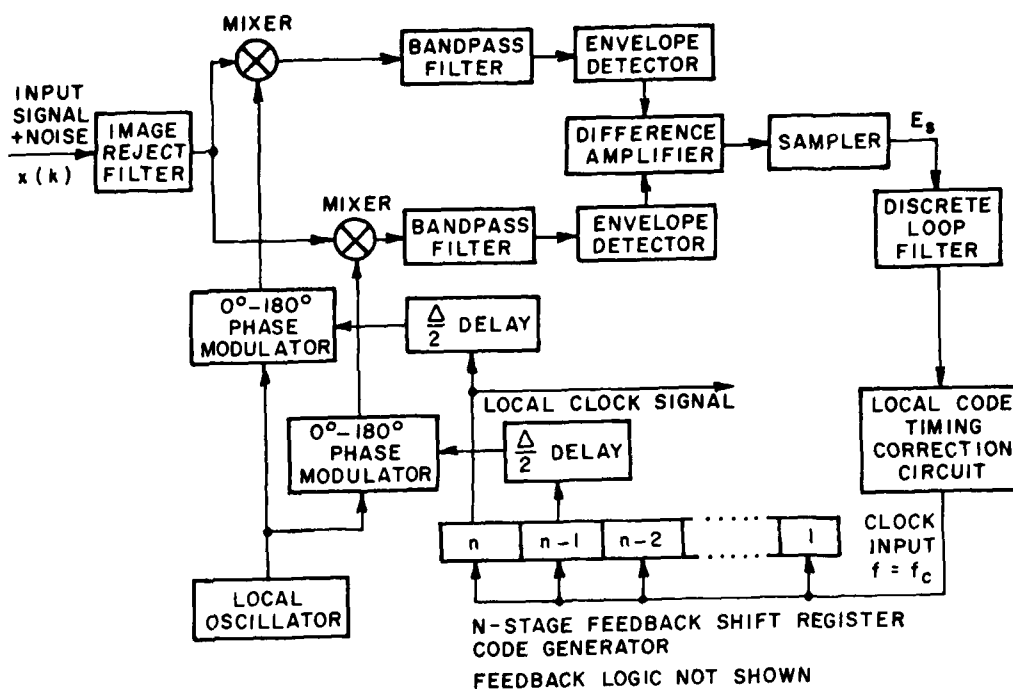 MIXER
BANDPASS
FILTER
ENVELOPE
DETECTOR
INPUT
SIGNAL
+NOISE
x(k)
IMAGE
REJECT
FILTER
DIFFERENCE
AMPLIFIER
SAMPLER
E_s
MIXER
BANDPASS
FILTER
ENVELOPE
DETECTOR
DISCRETE
LOOP
FILTER
0°-180°
PHASE
MODULATOR
Δ/2 DELAY
LOCAL CLOCK SIGNAL
0°-180°
PHASE
MODULATOR
Δ/2 DELAY
LOCAL CODE
TIMING
CORRECTION
CIRCUIT
n
n-1
n-2
1
CLOCK
INPUT
f = f_c
LOCAL
OSCILLATOR
N-STAGE FEEDBACK SHIFT REGISTER
CODE GENERATOR
FEEDBACK LOGIC NOT SHOWN